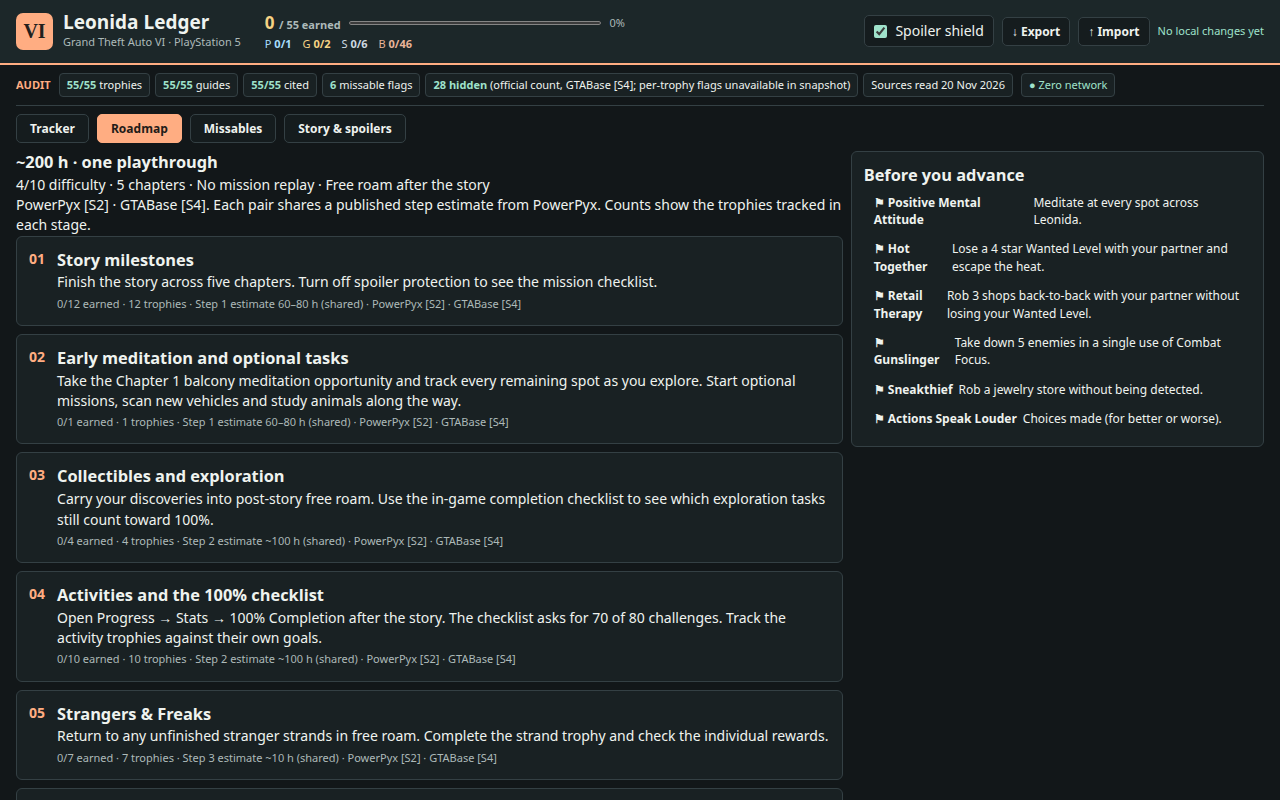 VI
Leonida Ledger
Grand Theft Auto VI · PlayStation 5
0 / 55 earned 0%
P 0/1 G 0/2 S 0/6 B 0/46
Spoiler shield
↓ Export
↑ Import
No local changes yet
AUDIT
55/55 trophies
55/55 guides
55/55 cited
6 missable flags
28 hidden (official count, GTABase [S4]; per-trophy flags unavailable in snapshot)
Sources read 20 Nov 2026
● Zero network
Tracker
Roadmap
Missables
Story & spoilers
~200 h · one playthrough
4/10 difficulty · 5 chapters · No mission replay · Free roam after the story
PowerPyx [S2] · GTABase [S4]. Each pair shares a published step estimate from PowerPyx. Counts show the trophies tracked in
each stage.
01 Story milestones
Finish the story across five chapters. Turn off spoiler protection to see the mission checklist.
0/12 earned · 12 trophies · Step 1 estimate 60–80 h (shared) · PowerPyx [S2] · GTABase [S4]
02 Early meditation and optional tasks
Take the Chapter 1 balcony meditation opportunity and track every remaining spot as you explore. Start optional
missions, scan new vehicles and study animals along the way.
0/1 earned · 1 trophies · Step 1 estimate 60–80 h (shared) · PowerPyx [S2] · GTABase [S4]
03 Collectibles and exploration
Carry your discoveries into post-story free roam. Use the in-game completion checklist to see which exploration tasks
still count toward 100%.
0/4 earned · 4 trophies · Step 2 estimate ~100 h (shared) · PowerPyx [S2] · GTABase [S4]
04 Activities and the 100% checklist
Open Progress → Stats → 100% Completion after the story. The checklist asks for 70 of 80 challenges. Track the
activity trophies against their own goals.
0/10 earned · 10 trophies · Step 2 estimate ~100 h (shared) · PowerPyx [S2] · GTABase [S4]
05 Strangers & Freaks
Return to any unfinished stranger strands in free roam. Complete the strand trophy and check the individual rewards.
0/7 earned · 7 trophies · Step 3 estimate ~10 h (shared) · PowerPyx [S2] · GTABase [S4]
Before you advance
⚑ Positive Mental
Attitude
Meditate at every spot across
Leonida.
⚑ Hot
Together
Lose a 4 star Wanted Level with your partner and
escape the heat.
⚑ Retail
Therapy
Rob 3 shops back-to-back with your partner without
losing your Wanted Level.
⚑
Gunslinger
Take down 5 enemies in a single use of Combat
Focus.
⚑ Sneakthief Rob a jewelry store without being detected.
⚑ Actions Speak Louder Choices made (for better or worse).